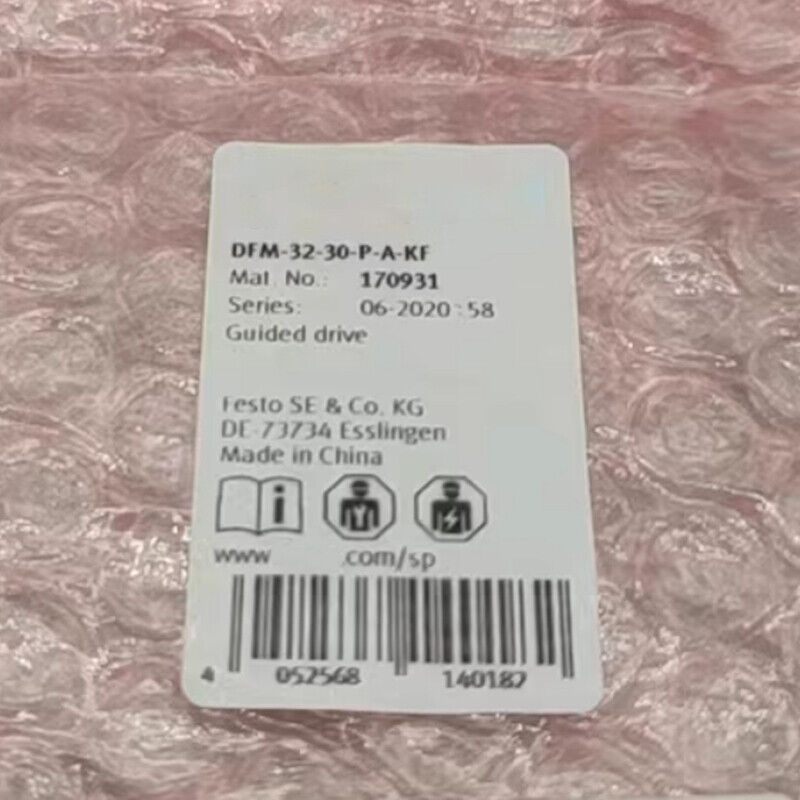 DFM-32-30-P-A-KF
Mat. No.: 170931
Series: 06-2020 58
Guided drive
Festo SE & Co. KG
DE-73734 Esslingen
Made in China
www .com/sp
4 052568 140187